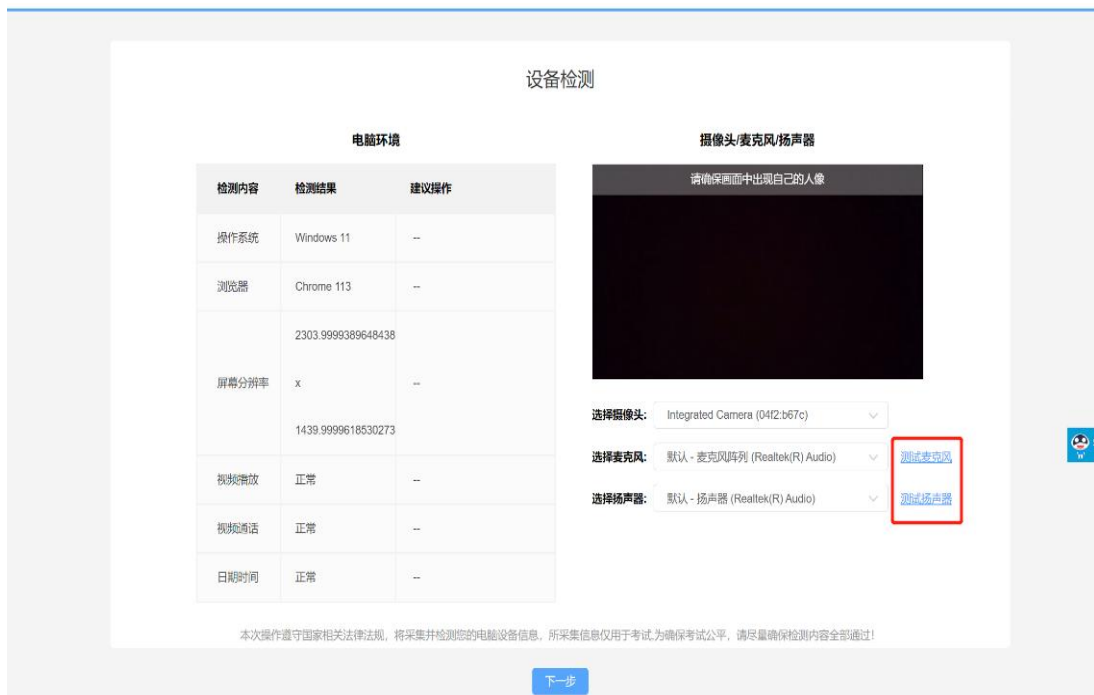 设备检测
电脑环境
检测内容 检测结果 建议操作
操作系统 Windows 11 --
浏览器 Chrome 113 --
屏幕分辨率 2303.9999389648438 x 1439.9999618530273 --
视频播放 正常 --
视频通话 正常 --
日期时间 正常 --
摄像头/麦克风/扬声器
请确保画面中出现自己的人像
选择摄像头: Integrated Camera (04f2:b67c)
选择麦克风: 默认 - 麦克风阵列 (Realtek(R) Audio) 测试麦克风
选择扬声器: 默认 - 扬声器 (Realtek(R) Audio) 测试扬声器
本次操作遵守国家相关法律法规，将采集并检测您的电脑设备信息，所采集信息仅用于考试,为确保考试公平，请尽量确保检测内容全部通过!
下一步